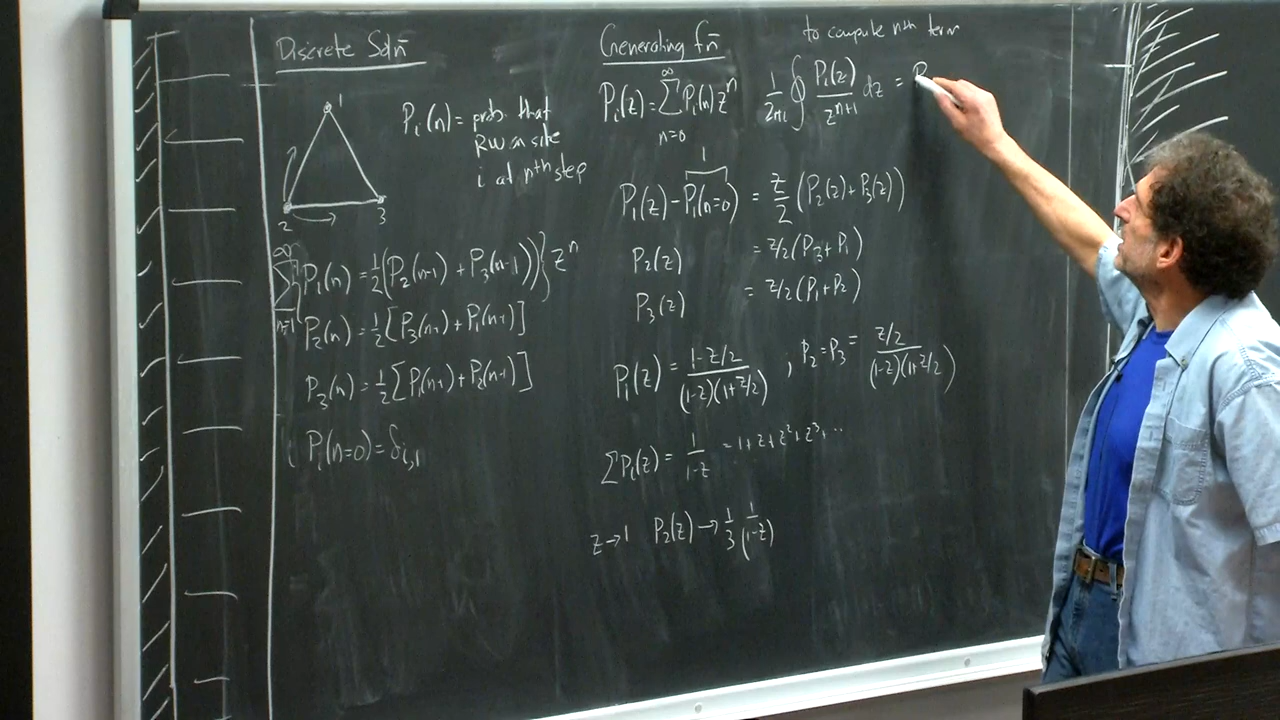 Discrete Sdn̄
1
2
3
P_i(n) = prob. that
RW on site
i at nth step
∑_{n=1}^∞ { P_1(n) = 1/2 (P_2(n-1) + P_3(n-1)) } z^n
P_2(n) = 1/2 [P_3(n-1) + P_1(n-1)]
P_3(n) = 1/2 [P_1(n-1) + P_2(n-1)]
P_i(n=0) = δ_{i,1}
Generating fn̄
P_i(z) = ∑_{n=0}^∞ P_i(n) z^n
to compute nth term
1/2πi ∮ P_i(z)/z^{n+1} dz = P
1
P_1(z) - P_1(n=0) = z/2 (P_2(z) + P_3(z))
P_2(z) = z/2 (P_3 + P_1)
P_3(z) = z/2 (P_1 + P_2)
P_1(z) = (1-z/2)/((1-z)(1+z/2)) , P_2 = P_3 = (z/2)/((1-z)(1+z/2))
∑P_i(z) = 1/(1-z) = 1+z+z^2+z^3+..
z→1 P_2(z) → 1/3 1/(1-z)